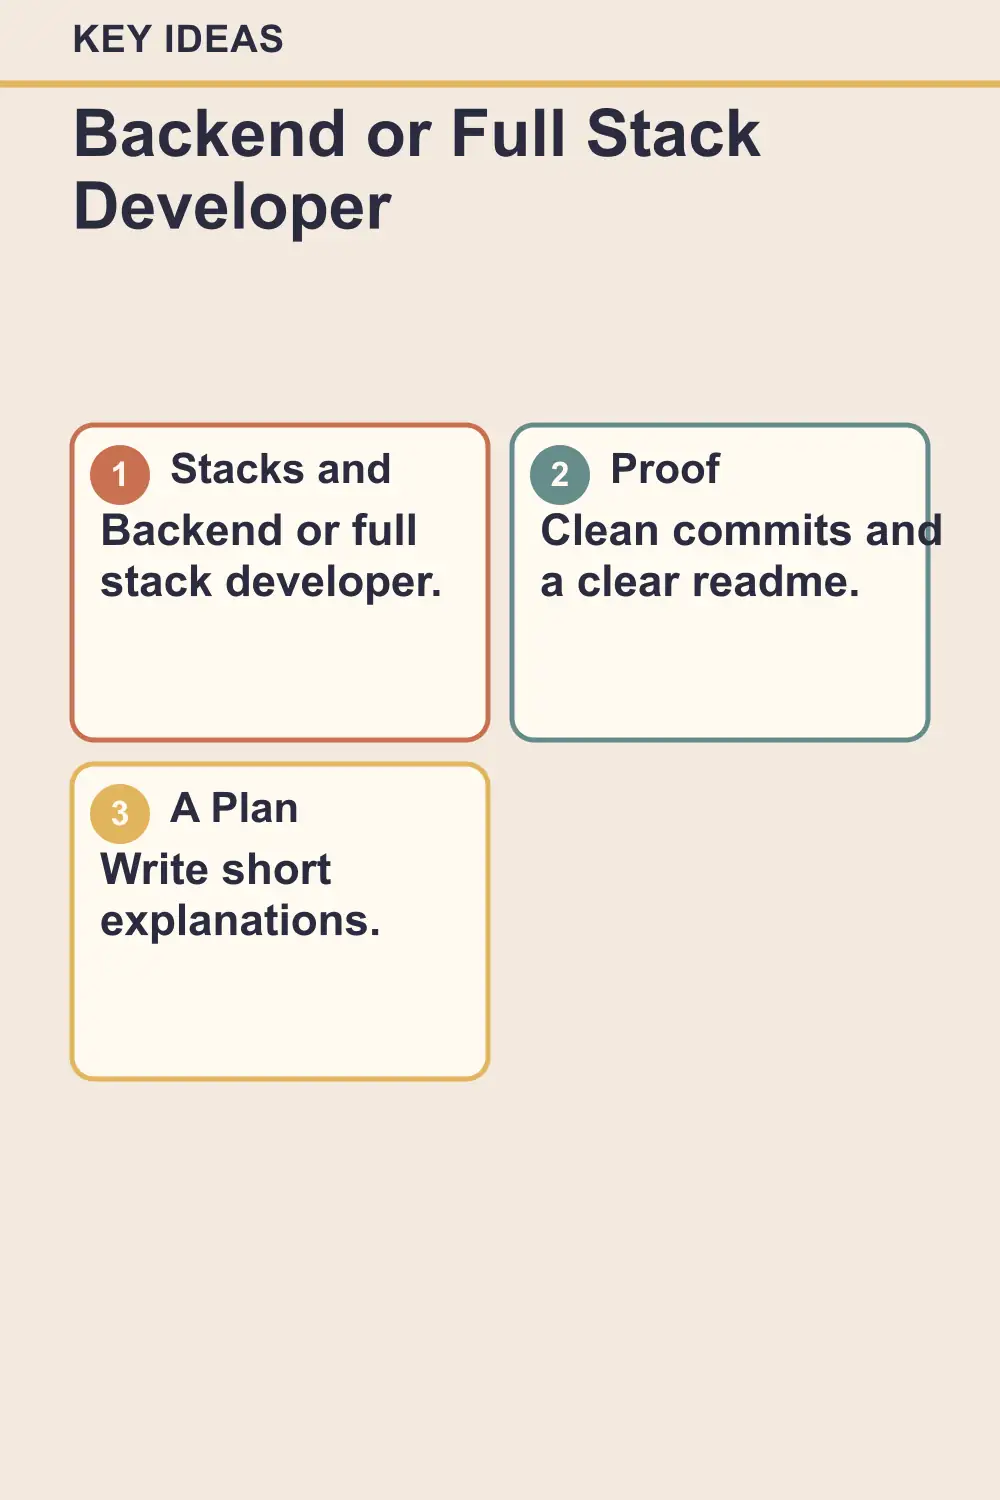 KEY IDEAS
Backend or Full Stack
Developer
1 Stacks and
Backend or full
stack developer.
2 Proof
Clean commits and
a clear readme.
3 A Plan
Write short
explanations.